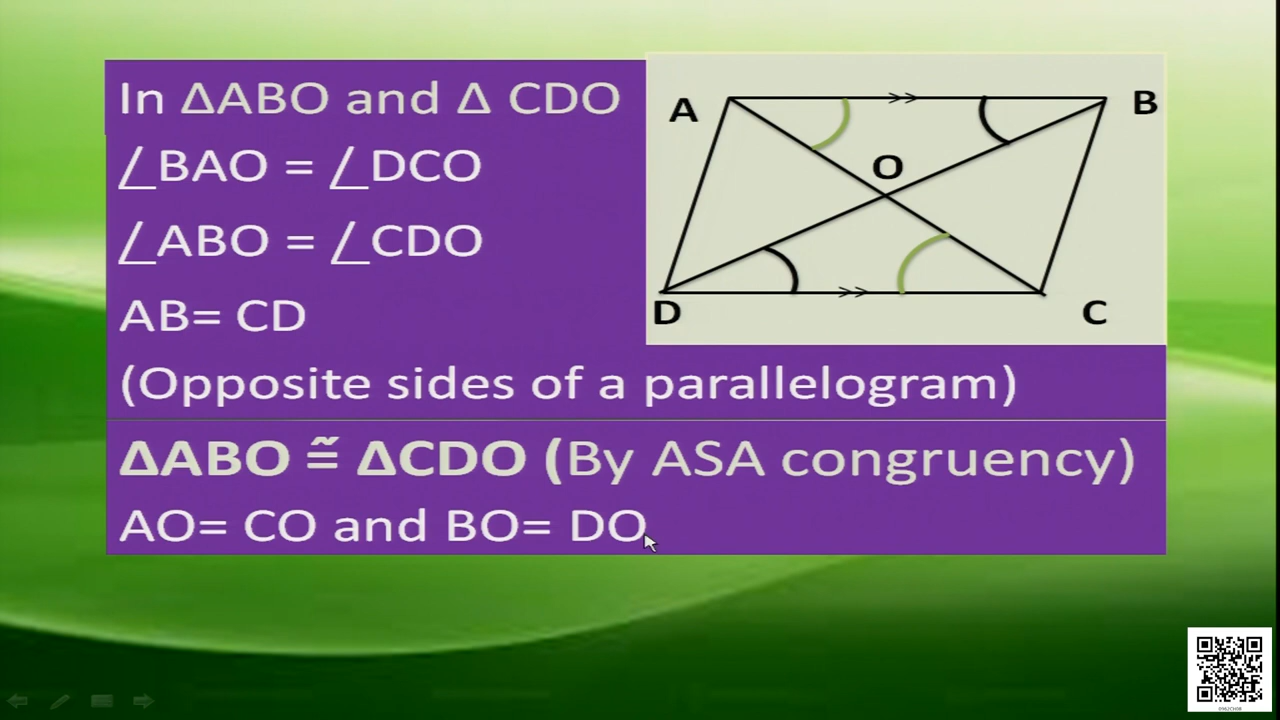 In ΔABO and Δ CDO
∠BAO = ∠DCO
∠ABO = ∠CDO
AB= CD
(Opposite sides of a parallelogram)
ΔABO ≅ ΔCDO (By ASA congruency)
AO= CO and BO= DO
A
B
O
D
C
0962CH08